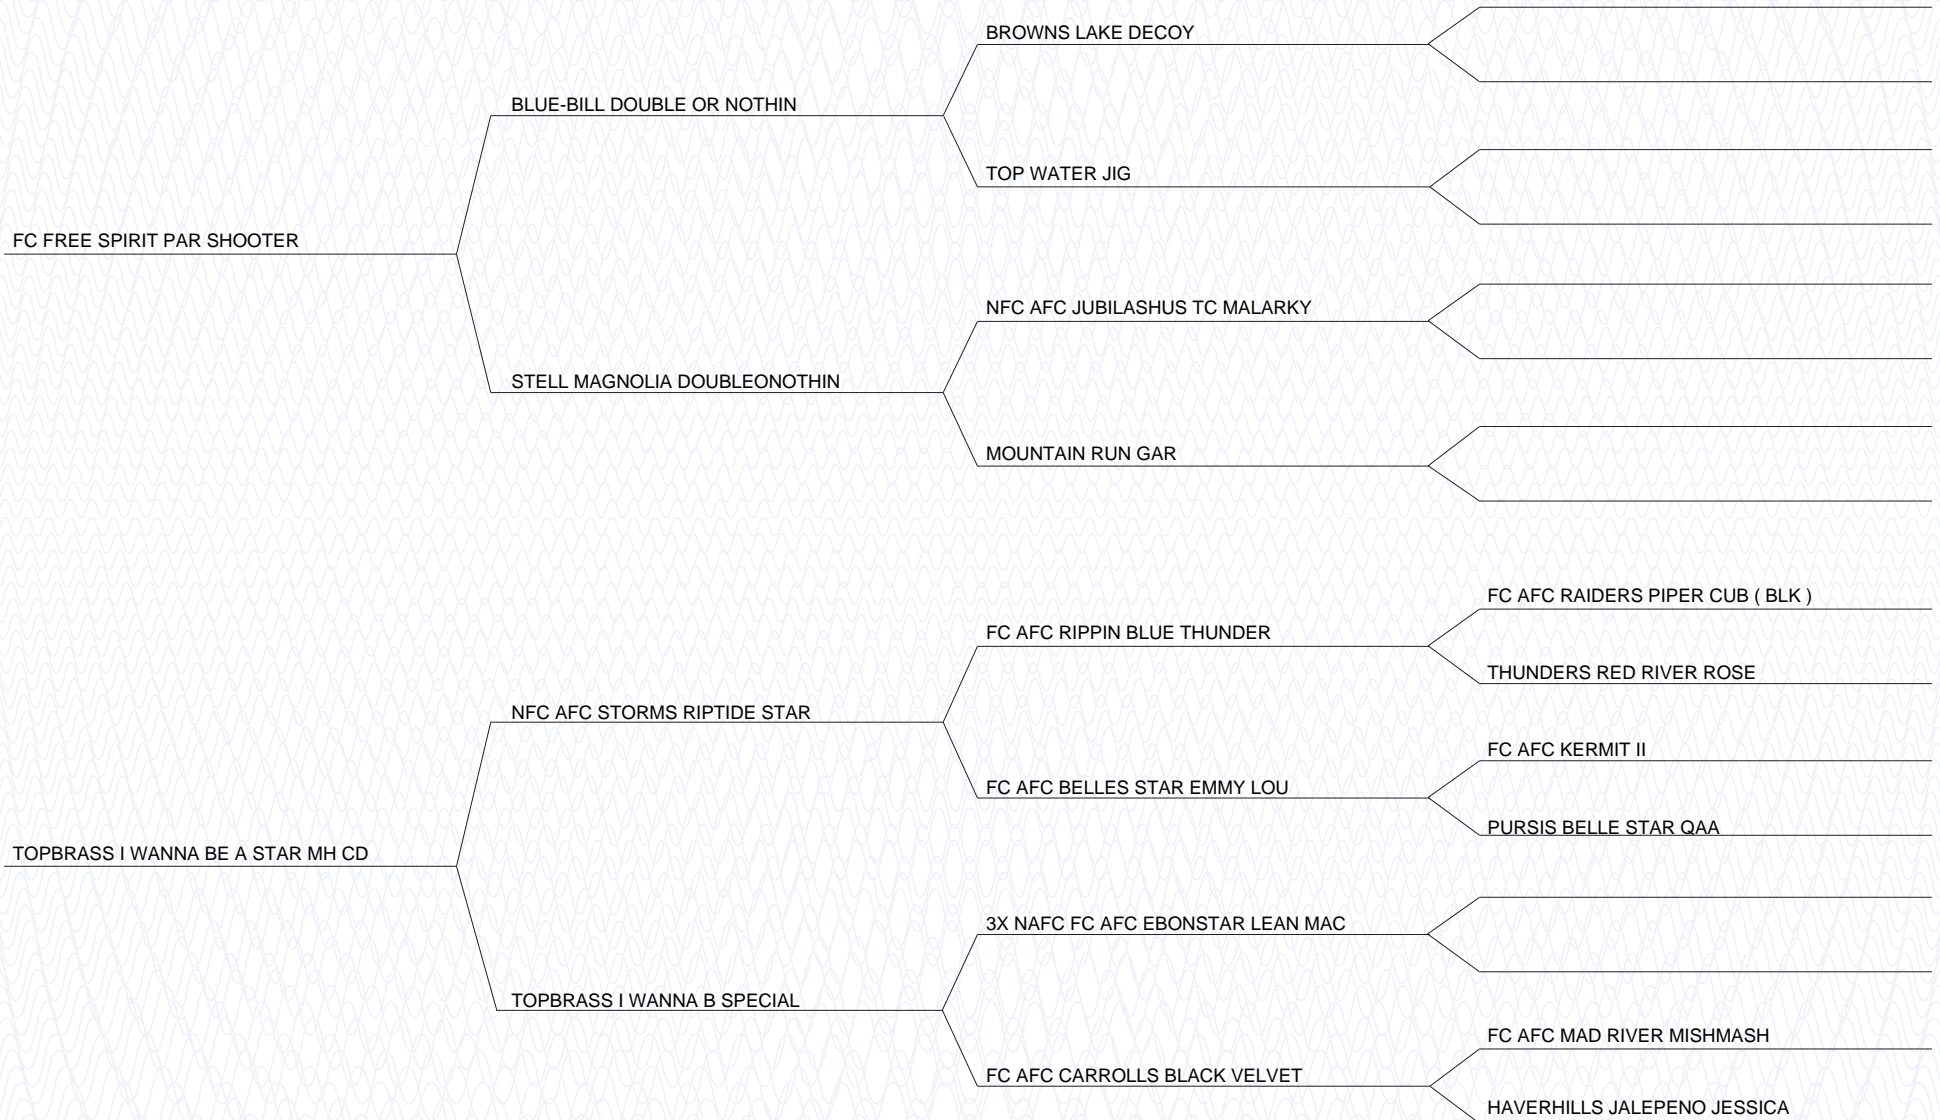 BROWNS LAKE DECOY
BLUE-BILL DOUBLE OR NOTHIN
TOP WATER JIG
FC FREE SPIRIT PAR SHOOTER
NFC AFC JUBILASHUS TC MALARKY
STELL MAGNOLIA DOUBLEONOTHIN
MOUNTAIN RUN GAR
FC AFC RAIDERS PIPER CUB ( BLK )
FC AFC RIPPIN BLUE THUNDER
THUNDERS RED RIVER ROSE
NFC AFC STORMS RIPTIDE STAR
FC AFC KERMIT II
FC AFC BELLES STAR EMMY LOU
PURSIS BELLE STAR QAA
TOPBRASS I WANNA BE A STAR MH CD
3X NAFC FC AFC EBONSTAR LEAN MAC
TOPBRASS I WANNA B SPECIAL
FC AFC MAD RIVER MISHMASH
FC AFC CARROLLS BLACK VELVET
HAVERHILLS JALEPENO JESSICA